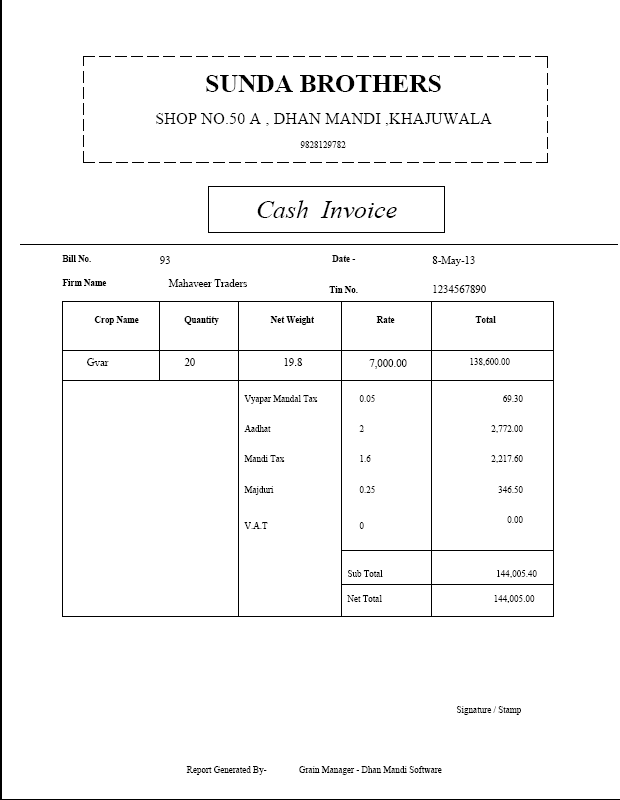 SUNDA BROTHERS
SHOP NO.50 A , DHAN MANDI ,KHAJUWALA
9828129782
Cash Invoice
Bill No. 93 Date - 8-May-13
Firm Name Mahaveer Traders Tin No. 1234567890
Crop Name Quantity Net Weight Rate Total
Gvar 20 19.8 7,000.00 138,600.00
Vyapar Mandal Tax 0.05 69.30
Aadhat 2 2,772.00
Mandi Tax 1.6 2,217.60
Majduri 0.25 346.50
V.A.T 0 0.00
Sub Total 144,005.40
Net Total 144,005.00
Signature / Stamp
Report Generated By- Grain Manager - Dhan Mandi Software